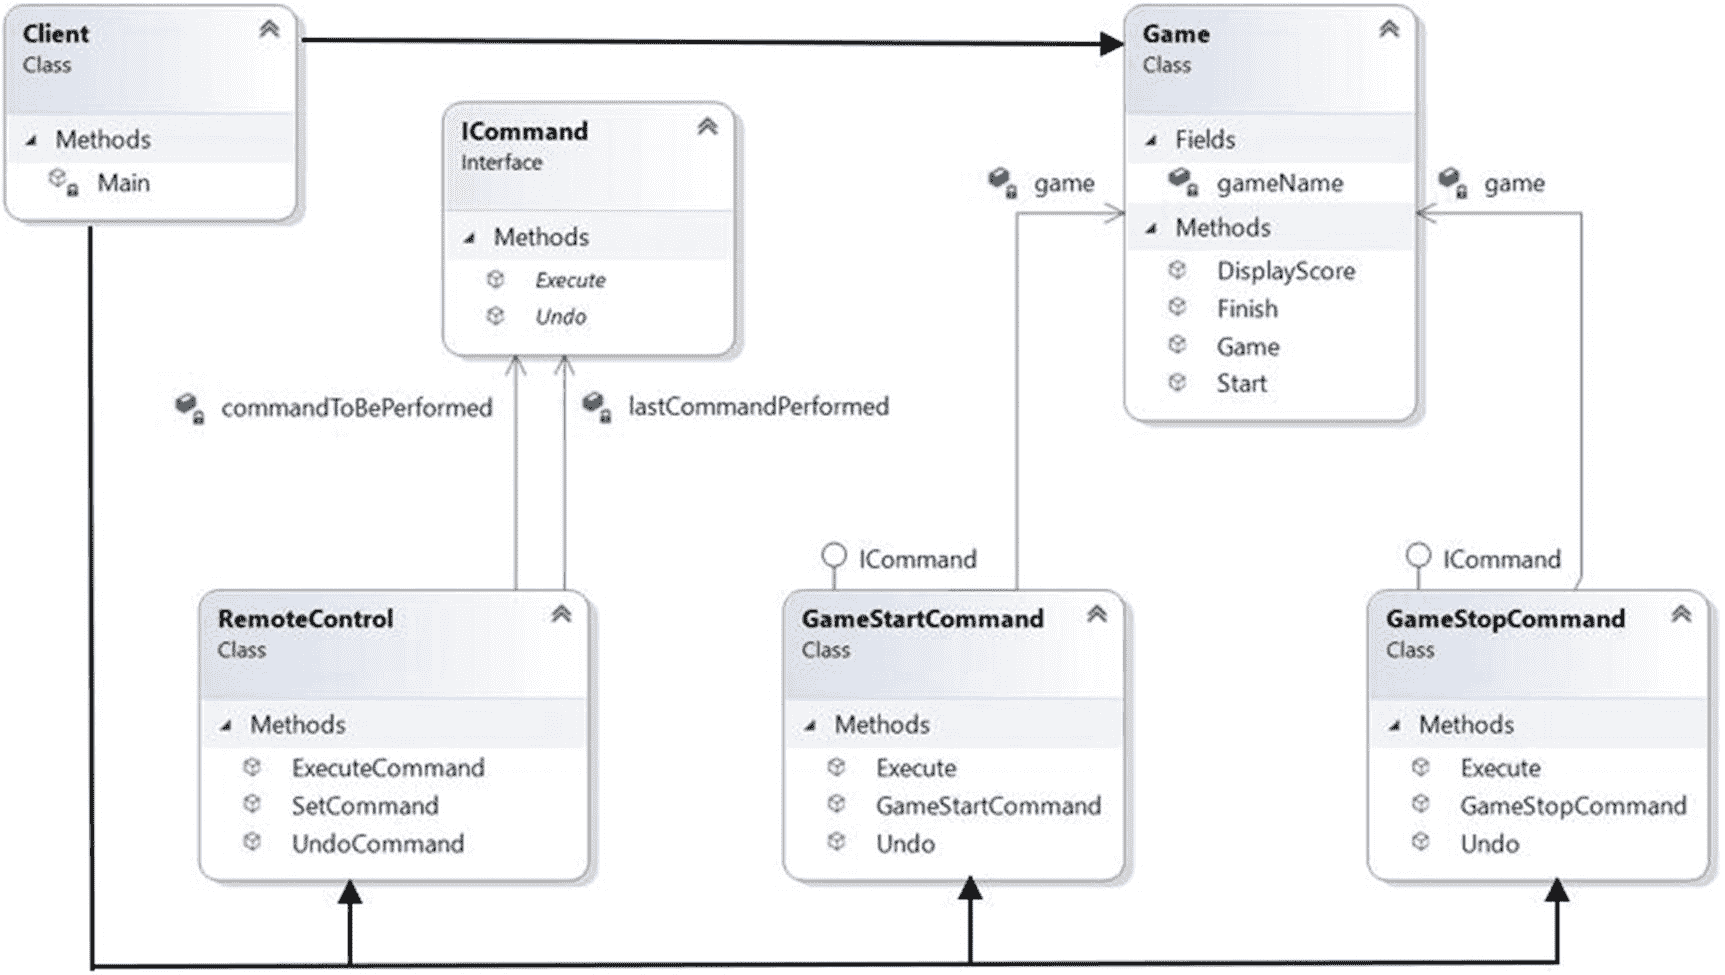 Client
Class
Methods
Main
ICommand
Interface
Methods
Execute
Undo
Game
Class
Fields
gameName
Methods
DisplayScore
Finish
Game
Start
game
game
commandToBePerformed
lastCommandPerformed
RemoteControl
Class
Methods
ExecuteCommand
SetCommand
UndoCommand
ICommand
GameStartCommand
Class
Methods
Execute
GameStartCommand
Undo
ICommand
GameStopCommand
Class
Methods
Execute
GameStopCommand
Undo